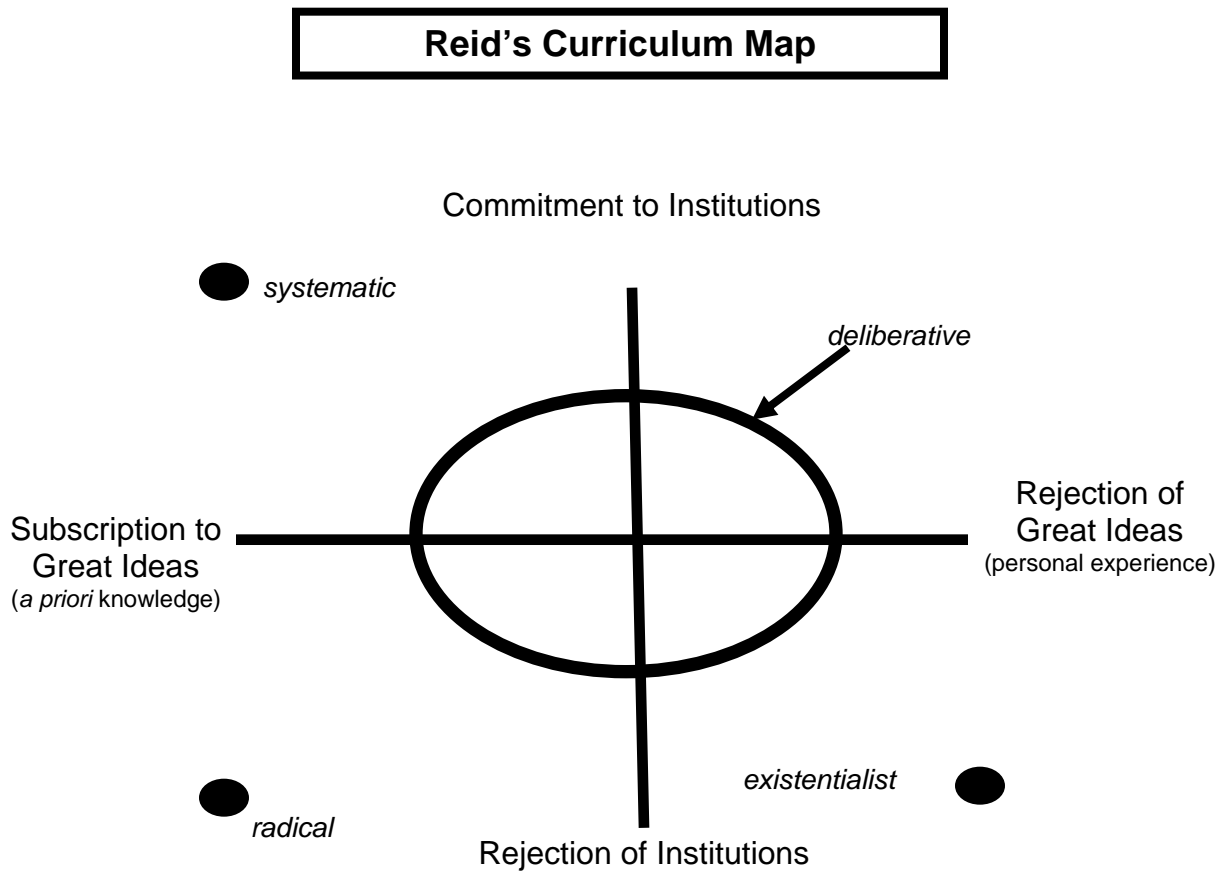 Reid’s Curriculum Map
Commitment to Institutions
systematic
deliberative
Subscription to
Great Ideas
(a priori knowledge)
Rejection of
Great Ideas
(personal experience)
existentialist
radical
Rejection of Institutions